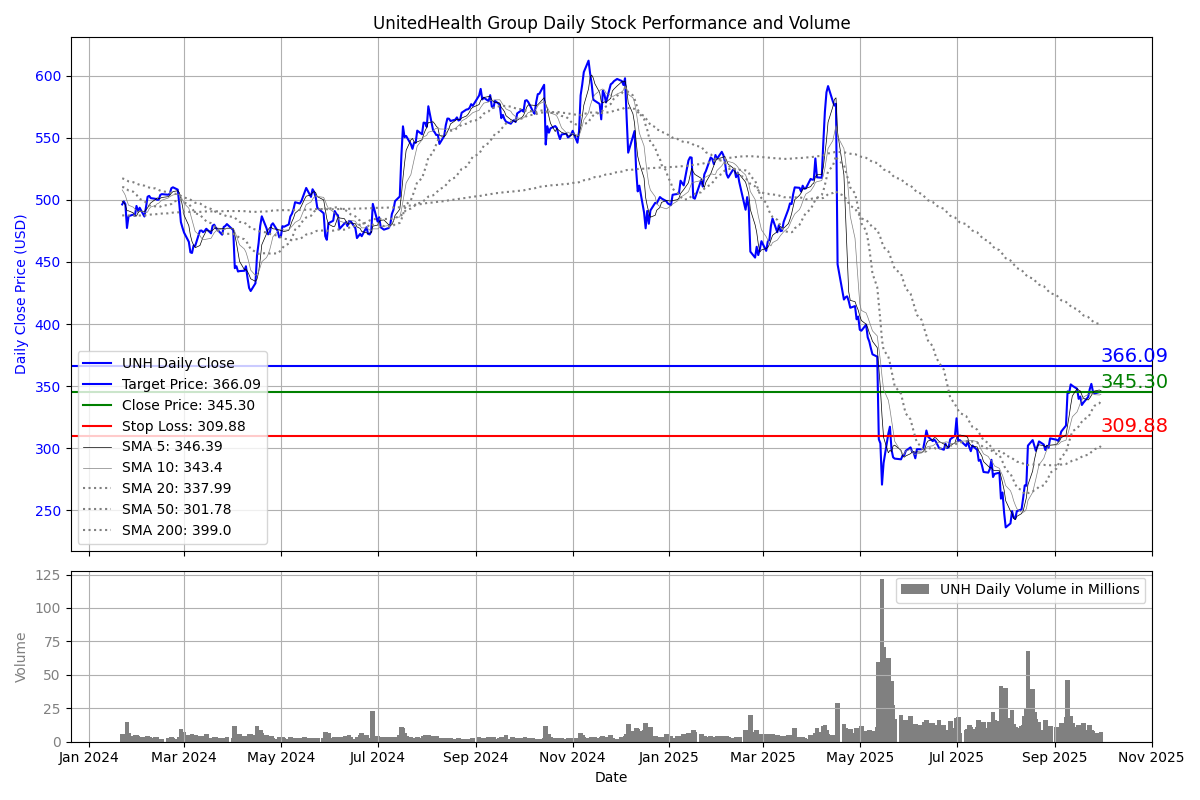 UnitedHealth Group Daily Stock Performance and Volume
Daily Close Price (USD)
600
550
500
450
400
350
300
250
366.09
345.30
309.88
UNH Daily Close
Target Price: 366.09
Close Price: 345.30
Stop Loss: 309.88
SMA 5: 346.39
SMA 10: 343.4
SMA 20: 337.99
SMA 50: 301.78
SMA 200: 399.0
Volume
125
100
75
50
25
0
UNH Daily Volume in Millions
Jan 2024 Mar 2024 May 2024 Jul 2024 Sep 2024 Nov 2024 Jan 2025 Mar 2025 May 2025 Jul 2025 Sep 2025 Nov 2025
Date